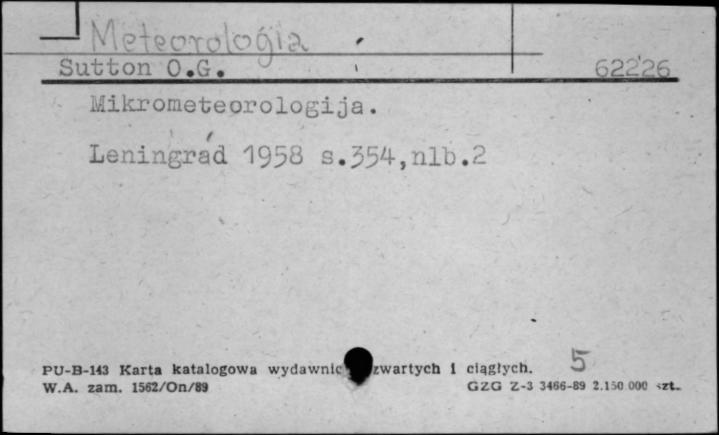 Meteorologia
Sutton O.G. 62226
Mikrometeorologija.
Leningrad 1958 s.354,nlb.2
5
PU-B-143 Karta katalogowa wydawnic zwartych i ciągłych.
W.A. zam. 1562/On/89 GZG Z-3 3466-89 2.150 000 szt.